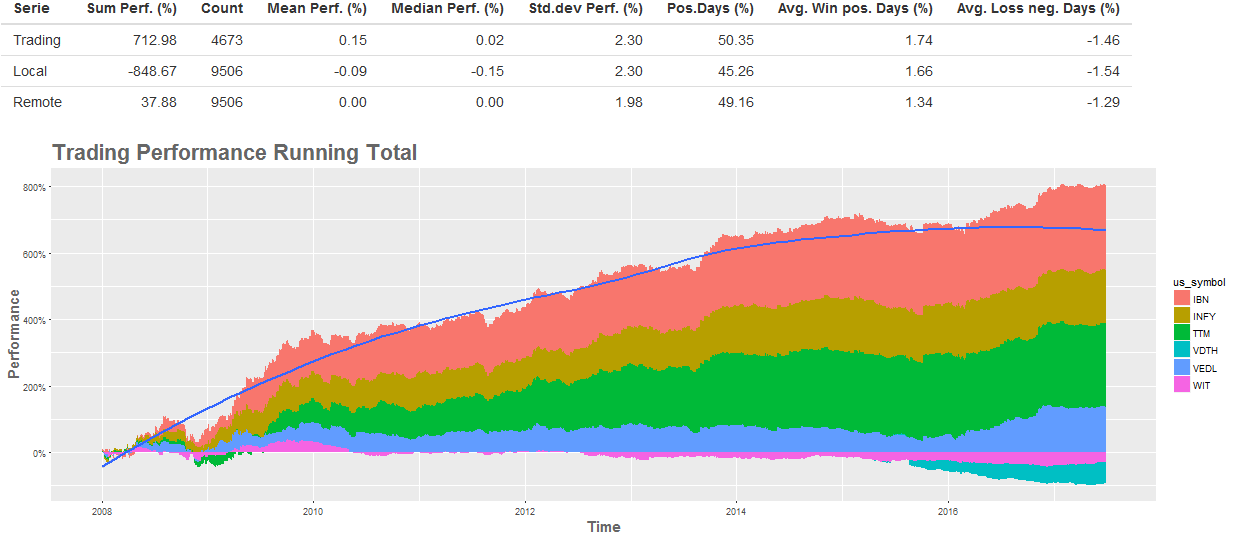 Serie Sum Perf. (%) Count Mean Perf. (%) Median Perf. (%) Std.dev Perf. (%) Pos.Days (%) Avg. Win pos. Days (%) Avg. Loss neg. Days (%)
Trading 712.98 4673 0.15 0.02 2.30 50.35 1.74 -1.46
Local -848.67 9506 -0.09 -0.15 2.30 45.26 1.66 -1.54
Remote 37.88 9506 0.00 0.00 1.98 49.16 1.34 -1.29
Trading Performance Running Total
800%
600%
400%
200%
0%
Performance
2008 2010 2012 2014 2016
Time
us_symbol
IBN
INFY
TTM
VDTH
VEDL
WIT